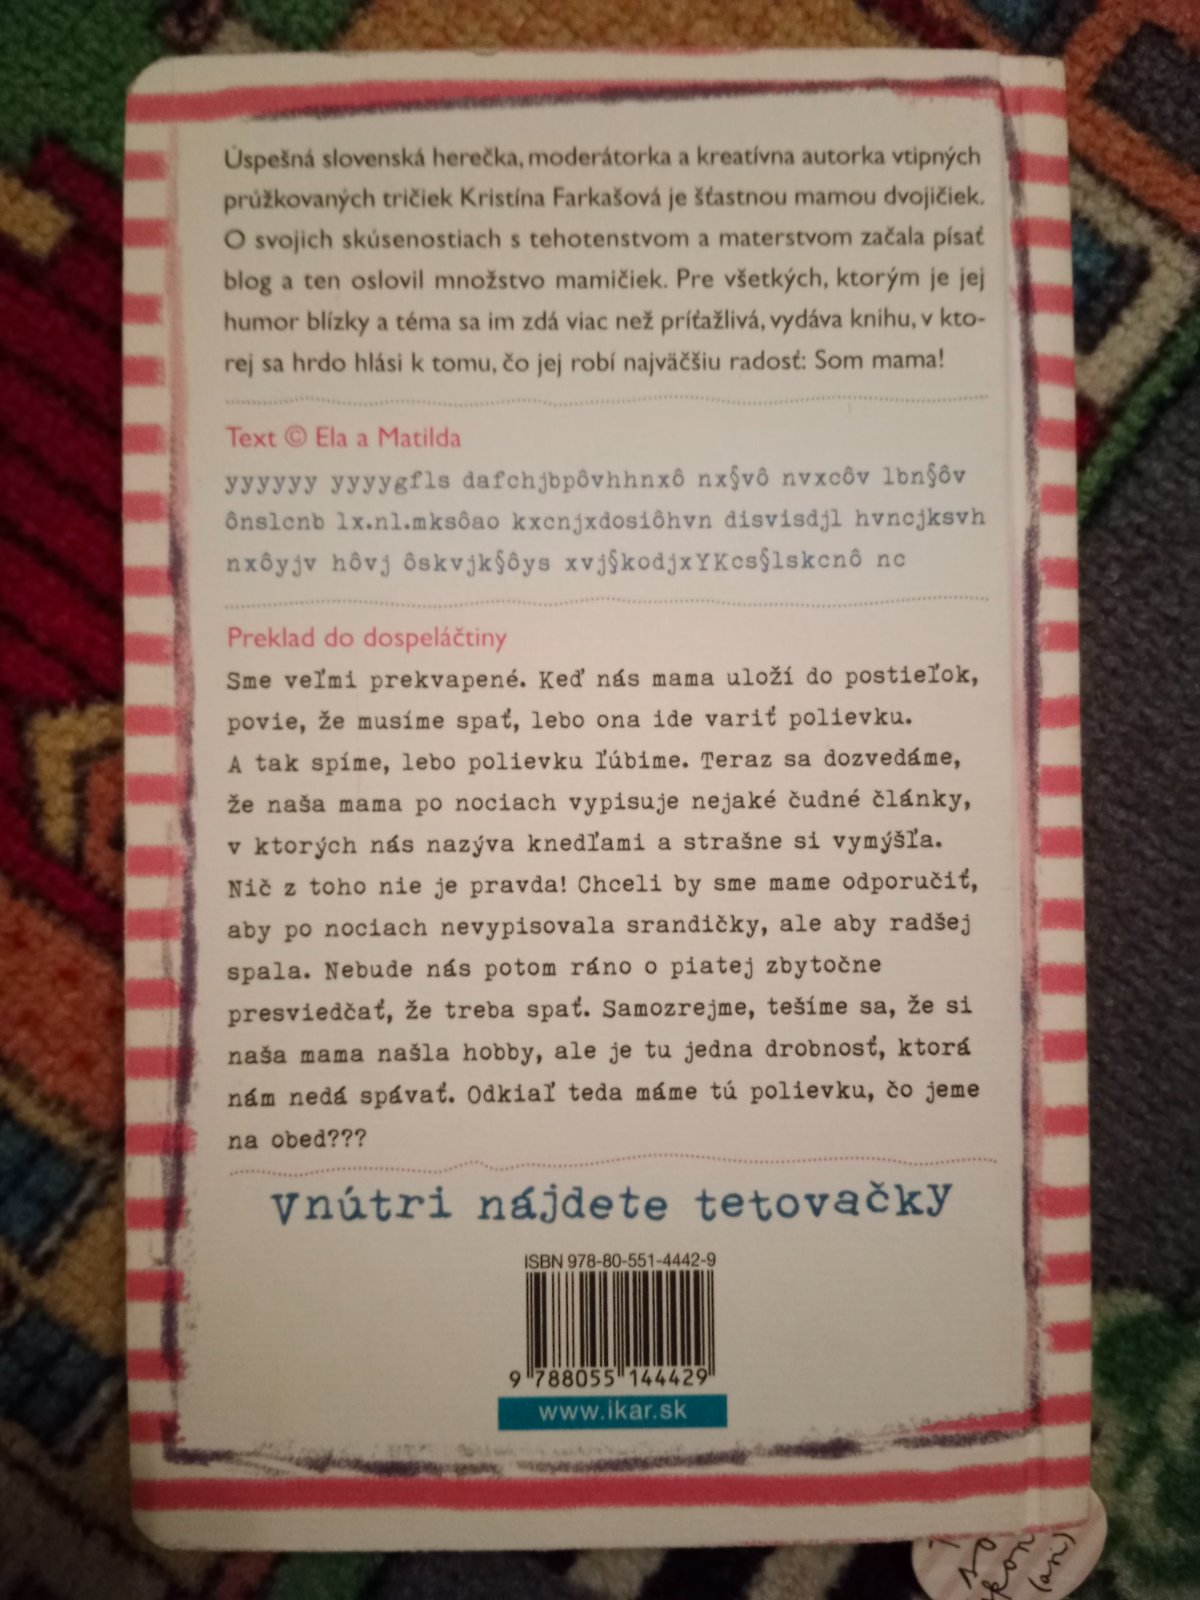 Úspešná slovenská herečka, moderátorka a kreatívna autorka vtipných
prúžkovaných tričiek Kristína Farkašová je šťastnou mamou dvojičiek.
O svojich skúsenostiach s tehotenstvom a materstvom začala písať
blog a ten oslovil množstvo mamičiek. Pre všetkých, ktorým je jej
humor blízky a téma sa im zdá viac než príťažlivá, vydáva knihu, v kto-
rej sa hrdo hlási k tomu, čo jej robí najväčšiu radosť: Som mama!
Text © Ela a Matilda
yyyyyy yyyygfls dafchjbpôvhhnxô nx§vô nvxcôv lbn§ôv
ônslcnb lx.nl.mksôao kxcnjxdosiôhvn disvisdjl hvncjksvh
nxôyjv hôvj ôskvjk§ôys xvj§kodjxYKcs§lskcnô nc
Preklad do dospeláčtiny
Sme veľmi prekvapené. Keď nás mama uloží do postieľok,
povie, že musíme spať, lebo ona ide variť polievku.
A tak spíme, lebo polievku ľúbime. Teraz sa dozvedáme,
že naša mama po nociach vypisuje nejaké čudné články,
v ktorých nás nazýva knedľami a strašne si vymýšľa.
Nič z toho nie je pravda! Chceli by sme mame odporučiť,
aby po nociach nevypisovala srandičky, ale aby radšej
spala. Nebude nás potom ráno o piatej zbytočne
presviedčať, že treba spať. Samozrejme, tešíme sa, že si
naša mama našla hobby, ale je tu jedna drobnosť, ktorá
nám nedá spávať. Odkiaľ teda máme tú polievku, čo jeme
na obed???
Vnútri nájdete tetovačky
ISBN 978-80-551-4442-9
9 788055 144429
www.ikar.sk